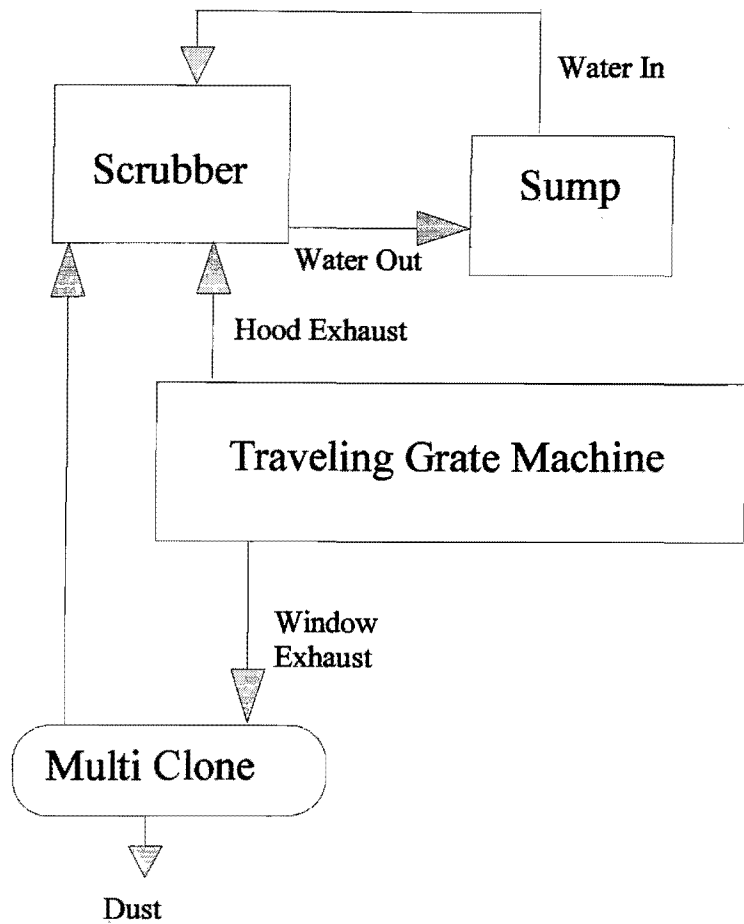 Water In
Scrubber
Sump
Water Out
Hood Exhaust
Traveling Grate Machine
Window
Exhaust
Multi Clone
Dust